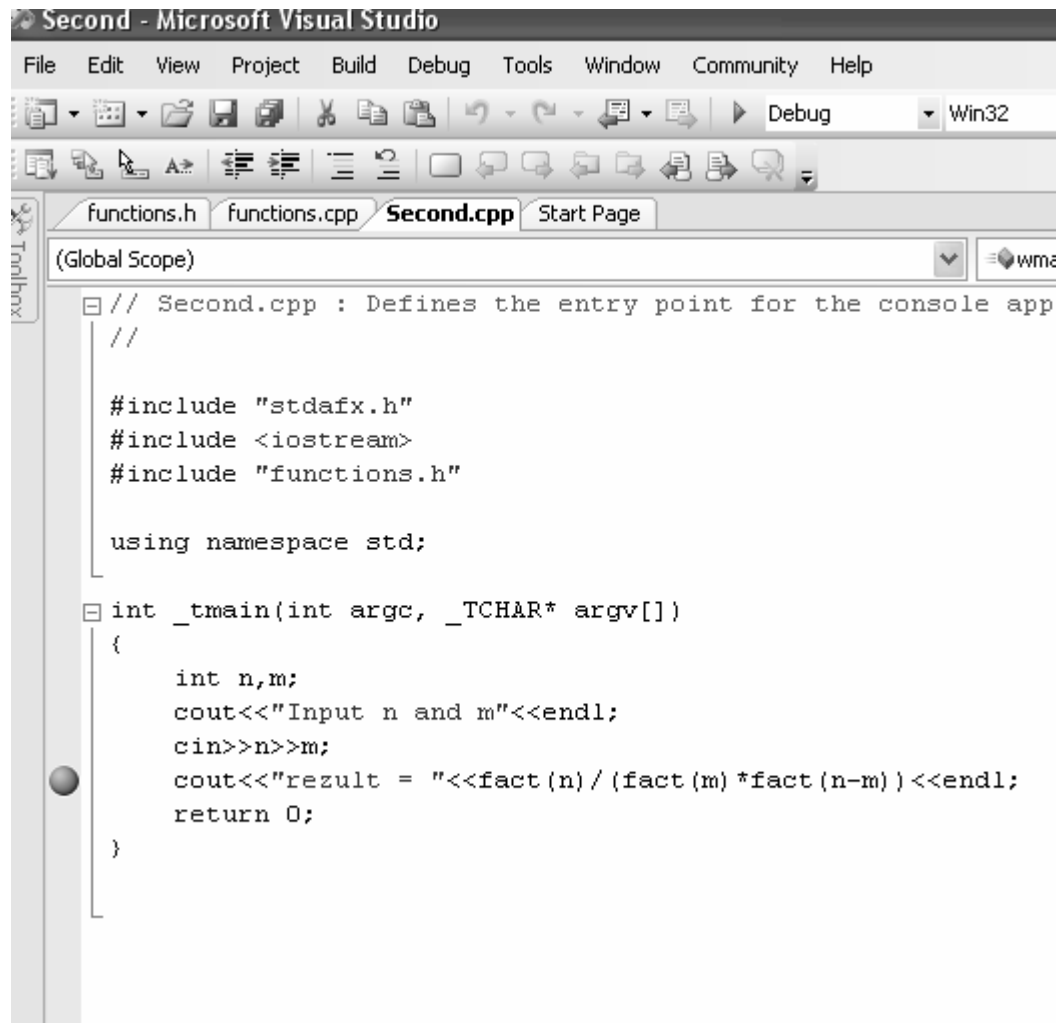 Second - Microsoft Visual Studio
File Edit View Project Build Debug Tools Window Community Help
Debug Win32
functions.h functions.cpp Second.cpp Start Page
Toolbox
(Global Scope) wma
// Second.cpp : Defines the entry point for the console app
//
#include "stdafx.h"
#include <iostream>
#include "functions.h"
using namespace std;
int _tmain(int argc, _TCHAR* argv[])
{
int n,m;
cout<<"Input n and m"<<endl;
cin>>n>>m;
cout<<"rezult = "<<fact(n)/(fact(m)*fact(n-m))<<endl;
return 0;
}